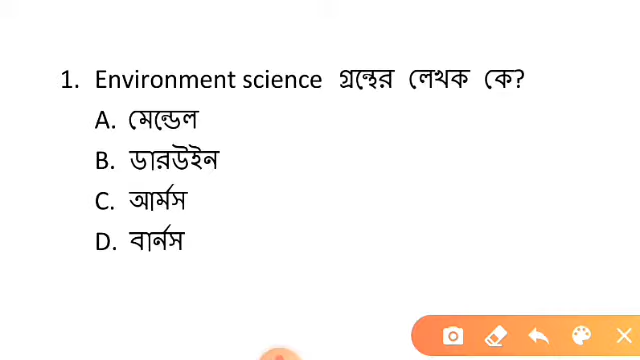 1. Environment science গ্রন্থের লেখক কে?
A. মেন্ডেল
B. ডারউইন
C. আর্মস
D. বার্নস